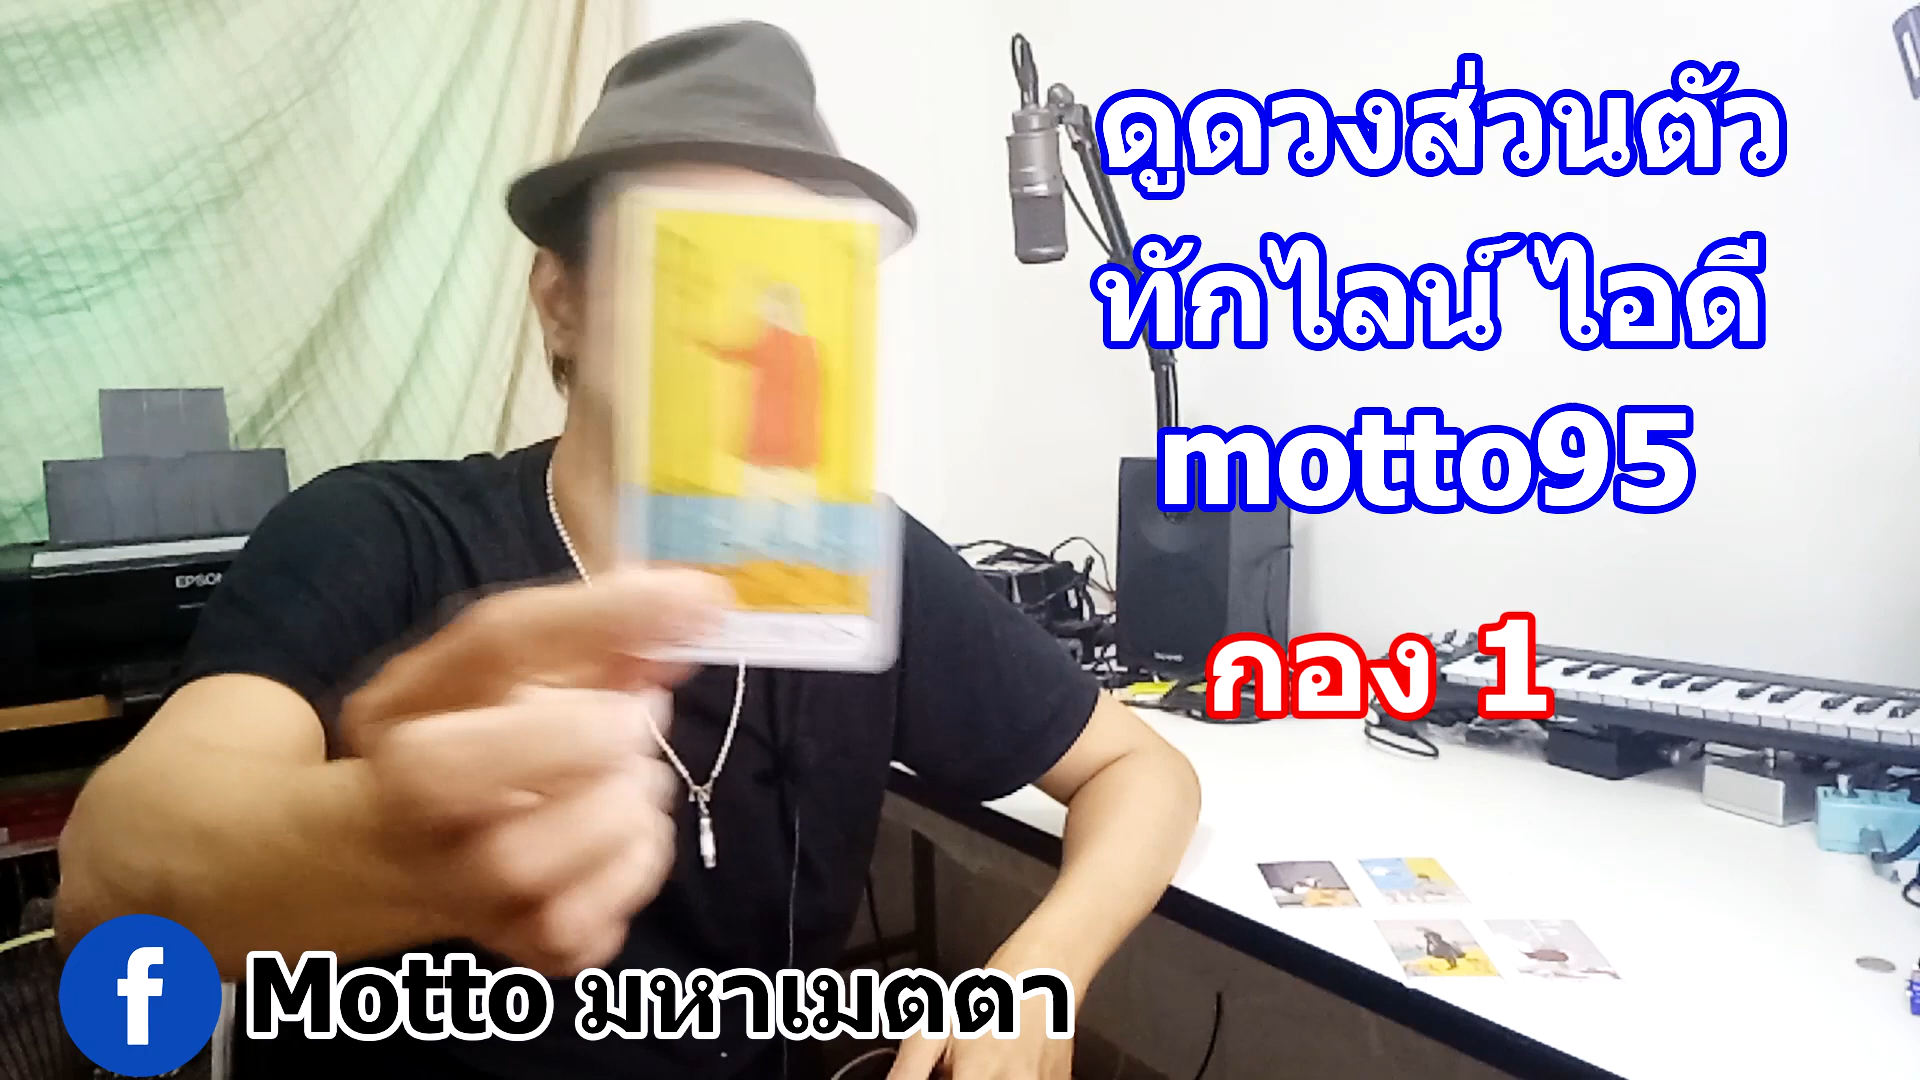 ดูดวงส่วนตัว
ทักไลน์ ไอดี
motto95
กอง 1
EPSON
f Motto มหาเมตตา